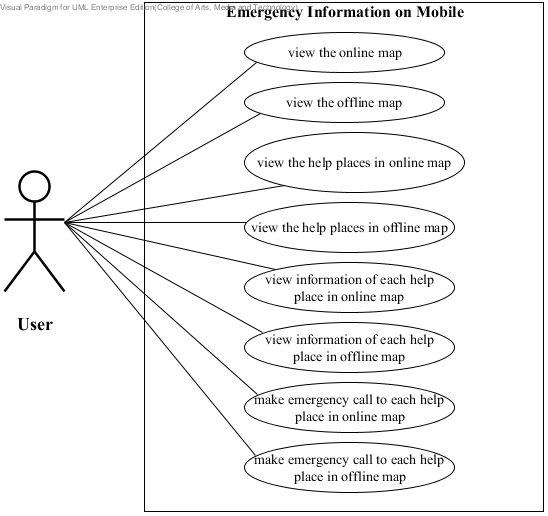 Visual Paradigm for UML Enterprise Edition(College of Arts, Media and Technology)
Emergency Information on Mobile
view the online map
view the offline map
view the help places in online map
view the help places in offline map
view information of each help
place in online map
User
view information of each help
place in offline map
make emergency call to each help
place in online map
make emergency call to each help
place in offline map